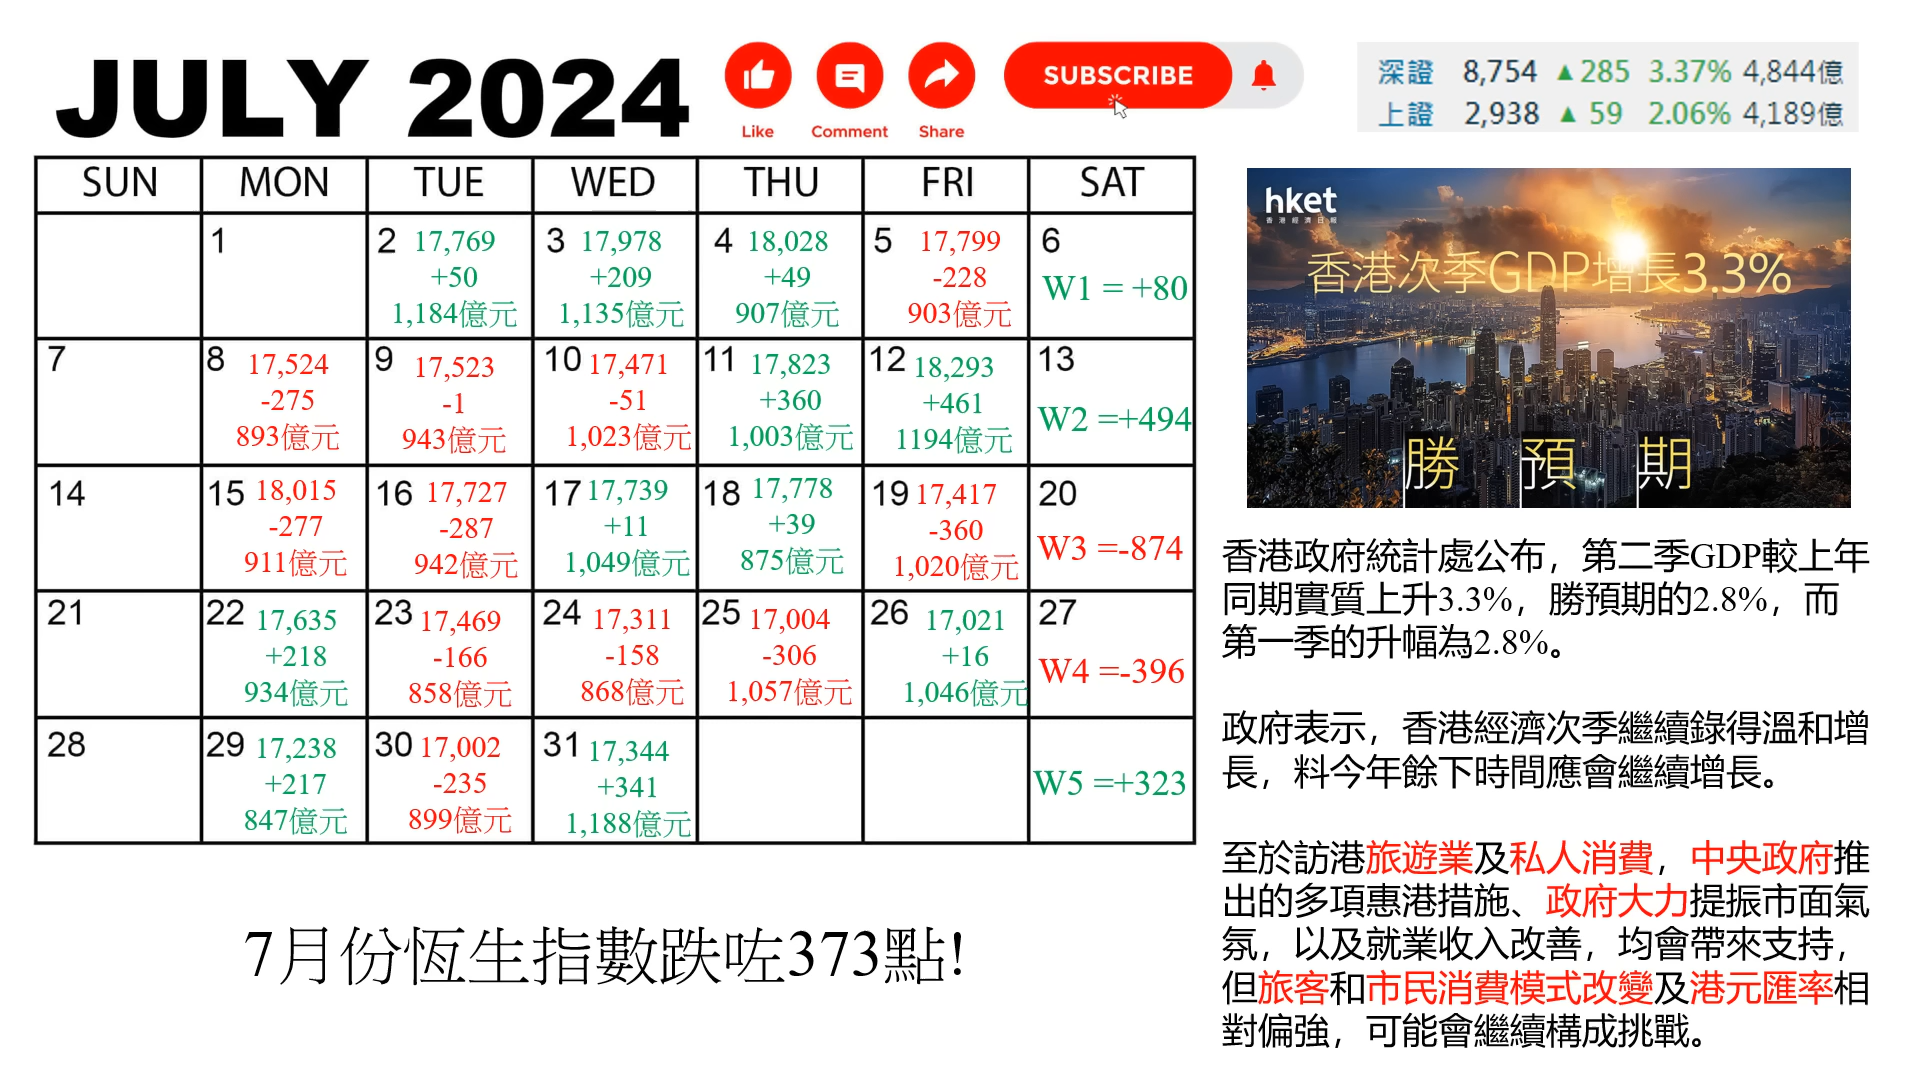 JULY 2024
Like
Comment
Share
SUBSCRIBE
深證 8,754 ▲285 3.37% 4,844億
上證 2,938 ▲ 59 2.06% 4,189億
SUN MON TUE WED THU FRI SAT
1
2 17,769
+50
1,184億元
3 17,978
+209
1,135億元
4 18,028
+49
907億元
5 17,799
-228
903億元
6
W1 = +80
7
8 17,524
-275
893億元
9 17,523
-1
943億元
10 17,471
-51
1,023億元
11 17,823
+360
1,003億元
12 18,293
+461
1194億元
13
W2 =+494
14
15 18,015
-277
911億元
16 17,727
-287
942億元
17 17,739
+11
1,049億元
18 17,778
+39
875億元
19 17,417
-360
1,020億元
20
W3 =-874
21
22 17,635
+218
934億元
23 17,469
-166
858億元
24 17,311
-158
868億元
25 17,004
-306
1,057億元
26 17,021
+16
1,046億元
27
W4 =-396
28
29 17,238
+217
847億元
30 17,002
-235
899億元
31 17,344
+341
1,188億元
W5 =+323
7月份恆生指數跌咗373點!
hket
香港經濟日報
香港次季GDP增長3.3%
勝 預 期
香港政府統計處公布，第二季GDP較上年
同期實質上升3.3%，勝預期的2.8%，而
第一季的升幅為2.8%。
政府表示，香港經濟次季繼續錄得溫和增
長，料今年餘下時間應會繼續增長。
至於訪港旅遊業及私人消費，中央政府推
出的多項惠港措施、政府大力提振市面氣
氛，以及就業收入改善，均會帶來支持，
但旅客和市民消費模式改變及港元匯率相
對偏強，可能會繼續構成挑戰。